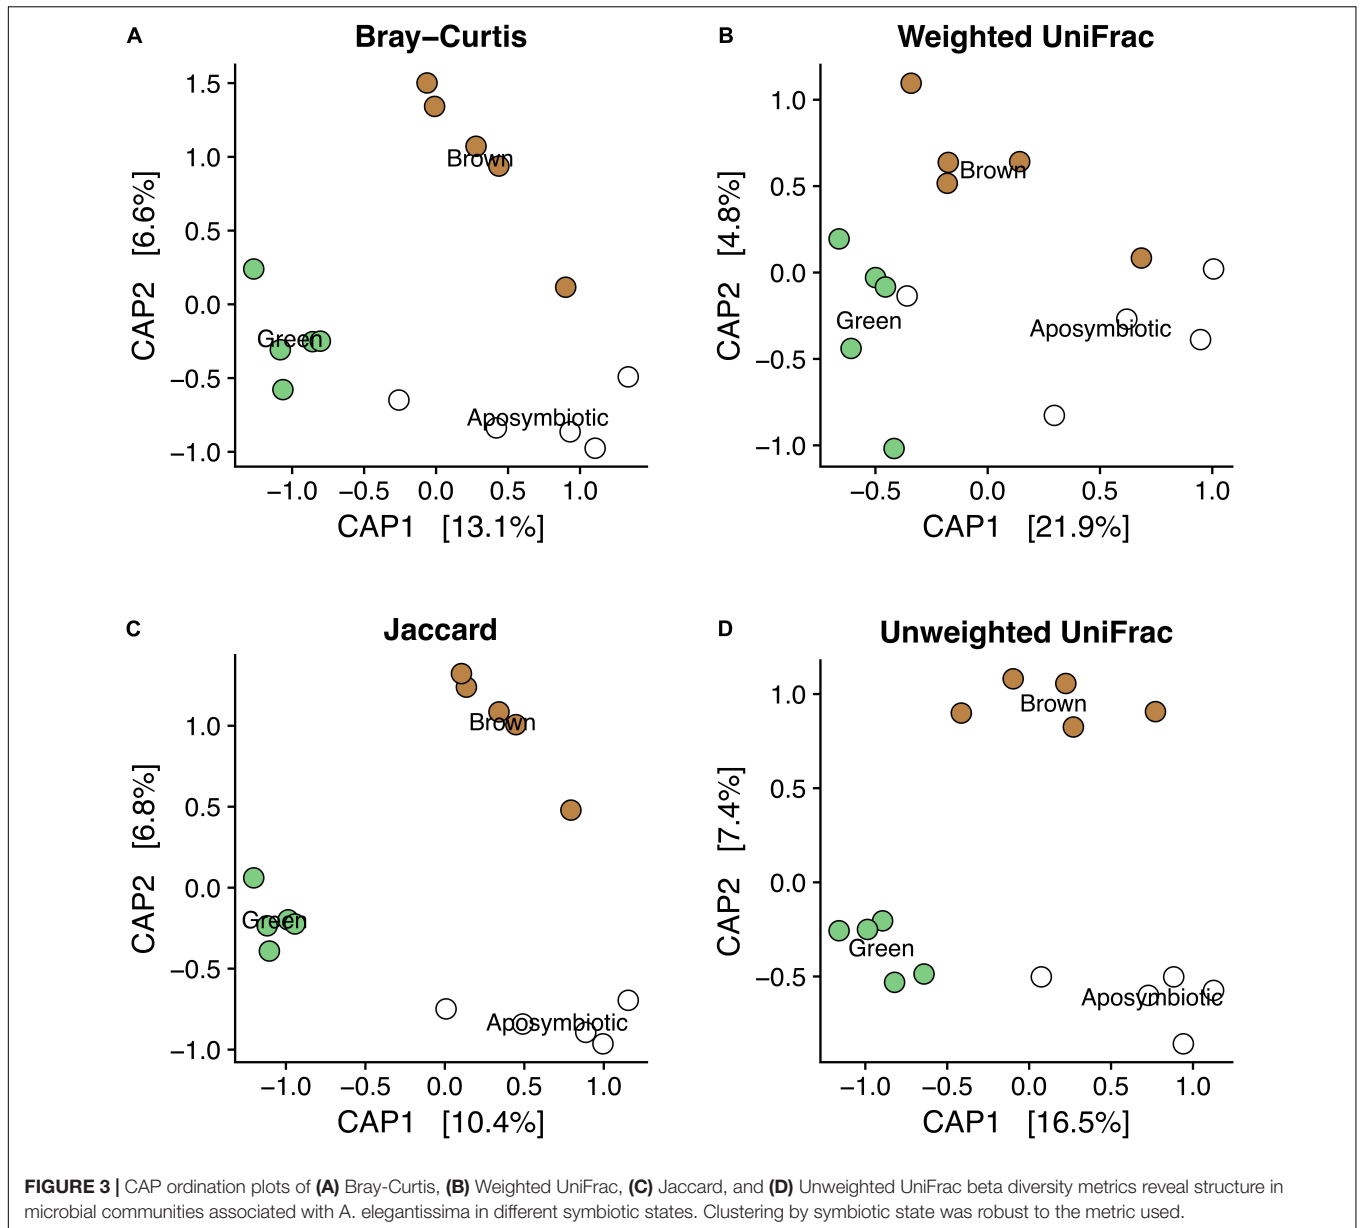 A
Bray–Curtis
1.5
1.0
0.5
0.0
−0.5
−1.0
CAP2 [6.6%]
Brown
Green
Aposymbiotic
−1.0 −0.5 0.0 0.5 1.0
CAP1 [13.1%]
B
Weighted UniFrac
1.0
0.5
0.0
−0.5
−1.0
CAP2 [4.8%]
Brown
Green
Aposymbiotic
−0.5 0.0 0.5 1.0
CAP1 [21.9%]
C
Jaccard
1.0
0.5
0.0
−0.5
−1.0
CAP2 [6.8%]
Brown
Green
Aposymbiotic
−1.0 −0.5 0.0 0.5 1.0
CAP1 [10.4%]
D
Unweighted UniFrac
1.0
0.5
0.0
−0.5
CAP2 [7.4%]
Brown
Green
Aposymbiotic
−1.0 −0.5 0.0 0.5 1.0
CAP1 [16.5%]
FIGURE 3 | CAP ordination plots of (A) Bray-Curtis, (B) Weighted UniFrac, (C) Jaccard, and (D) Unweighted UniFrac beta diversity metrics reveal structure in
microbial communities associated with A. elegantissima in different symbiotic states. Clustering by symbiotic state was robust to the metric used.